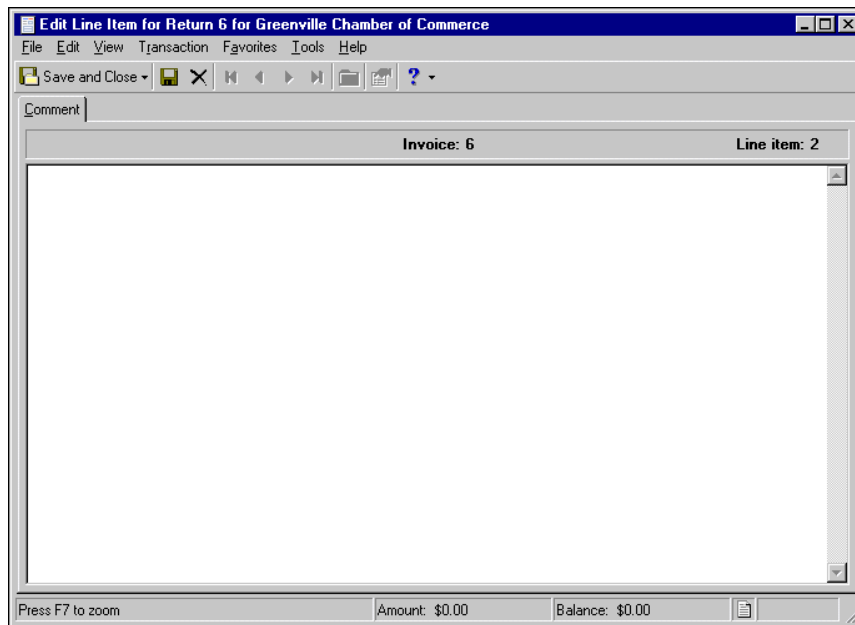 Edit Line Item for Return 6 for Greenville Chamber of Commerce
File Edit View Transaction Favorites Tools Help
Save and Close ?
Comment
Invoice: 6 Line item: 2
Press F7 to zoom Amount: $0.00 Balance: $0.00